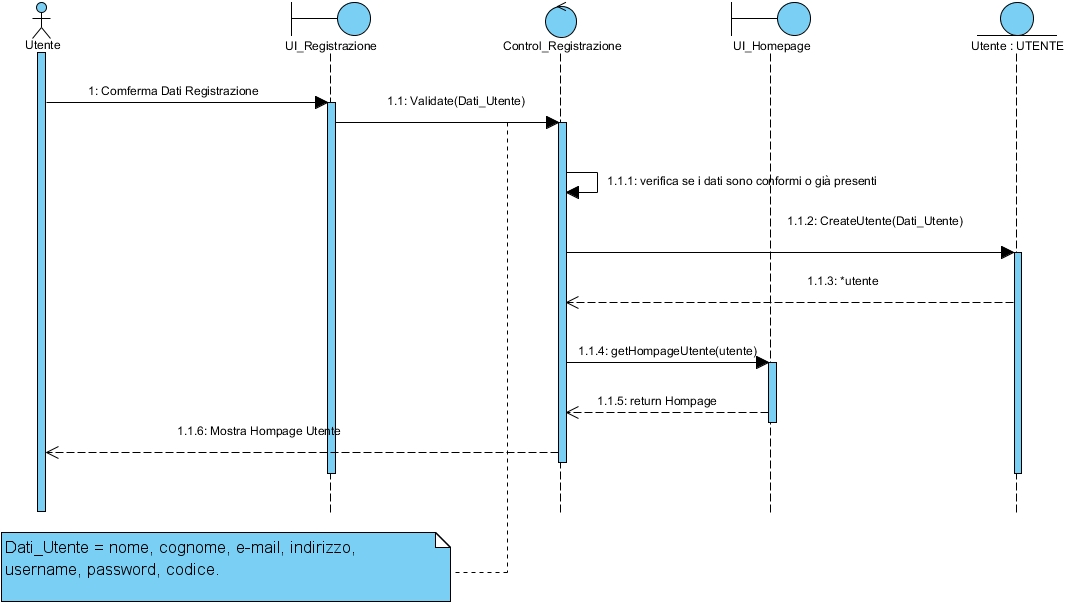 Utente
UI_Registrazione
Control_Registrazione
UI_Homepage
Utente : UTENTE
1: Comferma Dati Registrazione
1.1: Validate(Dati_Utente)
1.1.1: verifica se i dati sono conformi o già presenti
1.1.2: CreateUtente(Dati_Utente)
1.1.3: *utente
1.1.4: getHompageUtente(utente)
1.1.5: return Hompage
1.1.6: Mostra Hompage Utente
Dati_Utente = nome, cognome, e-mail, indirizzo,
username, password, codice.